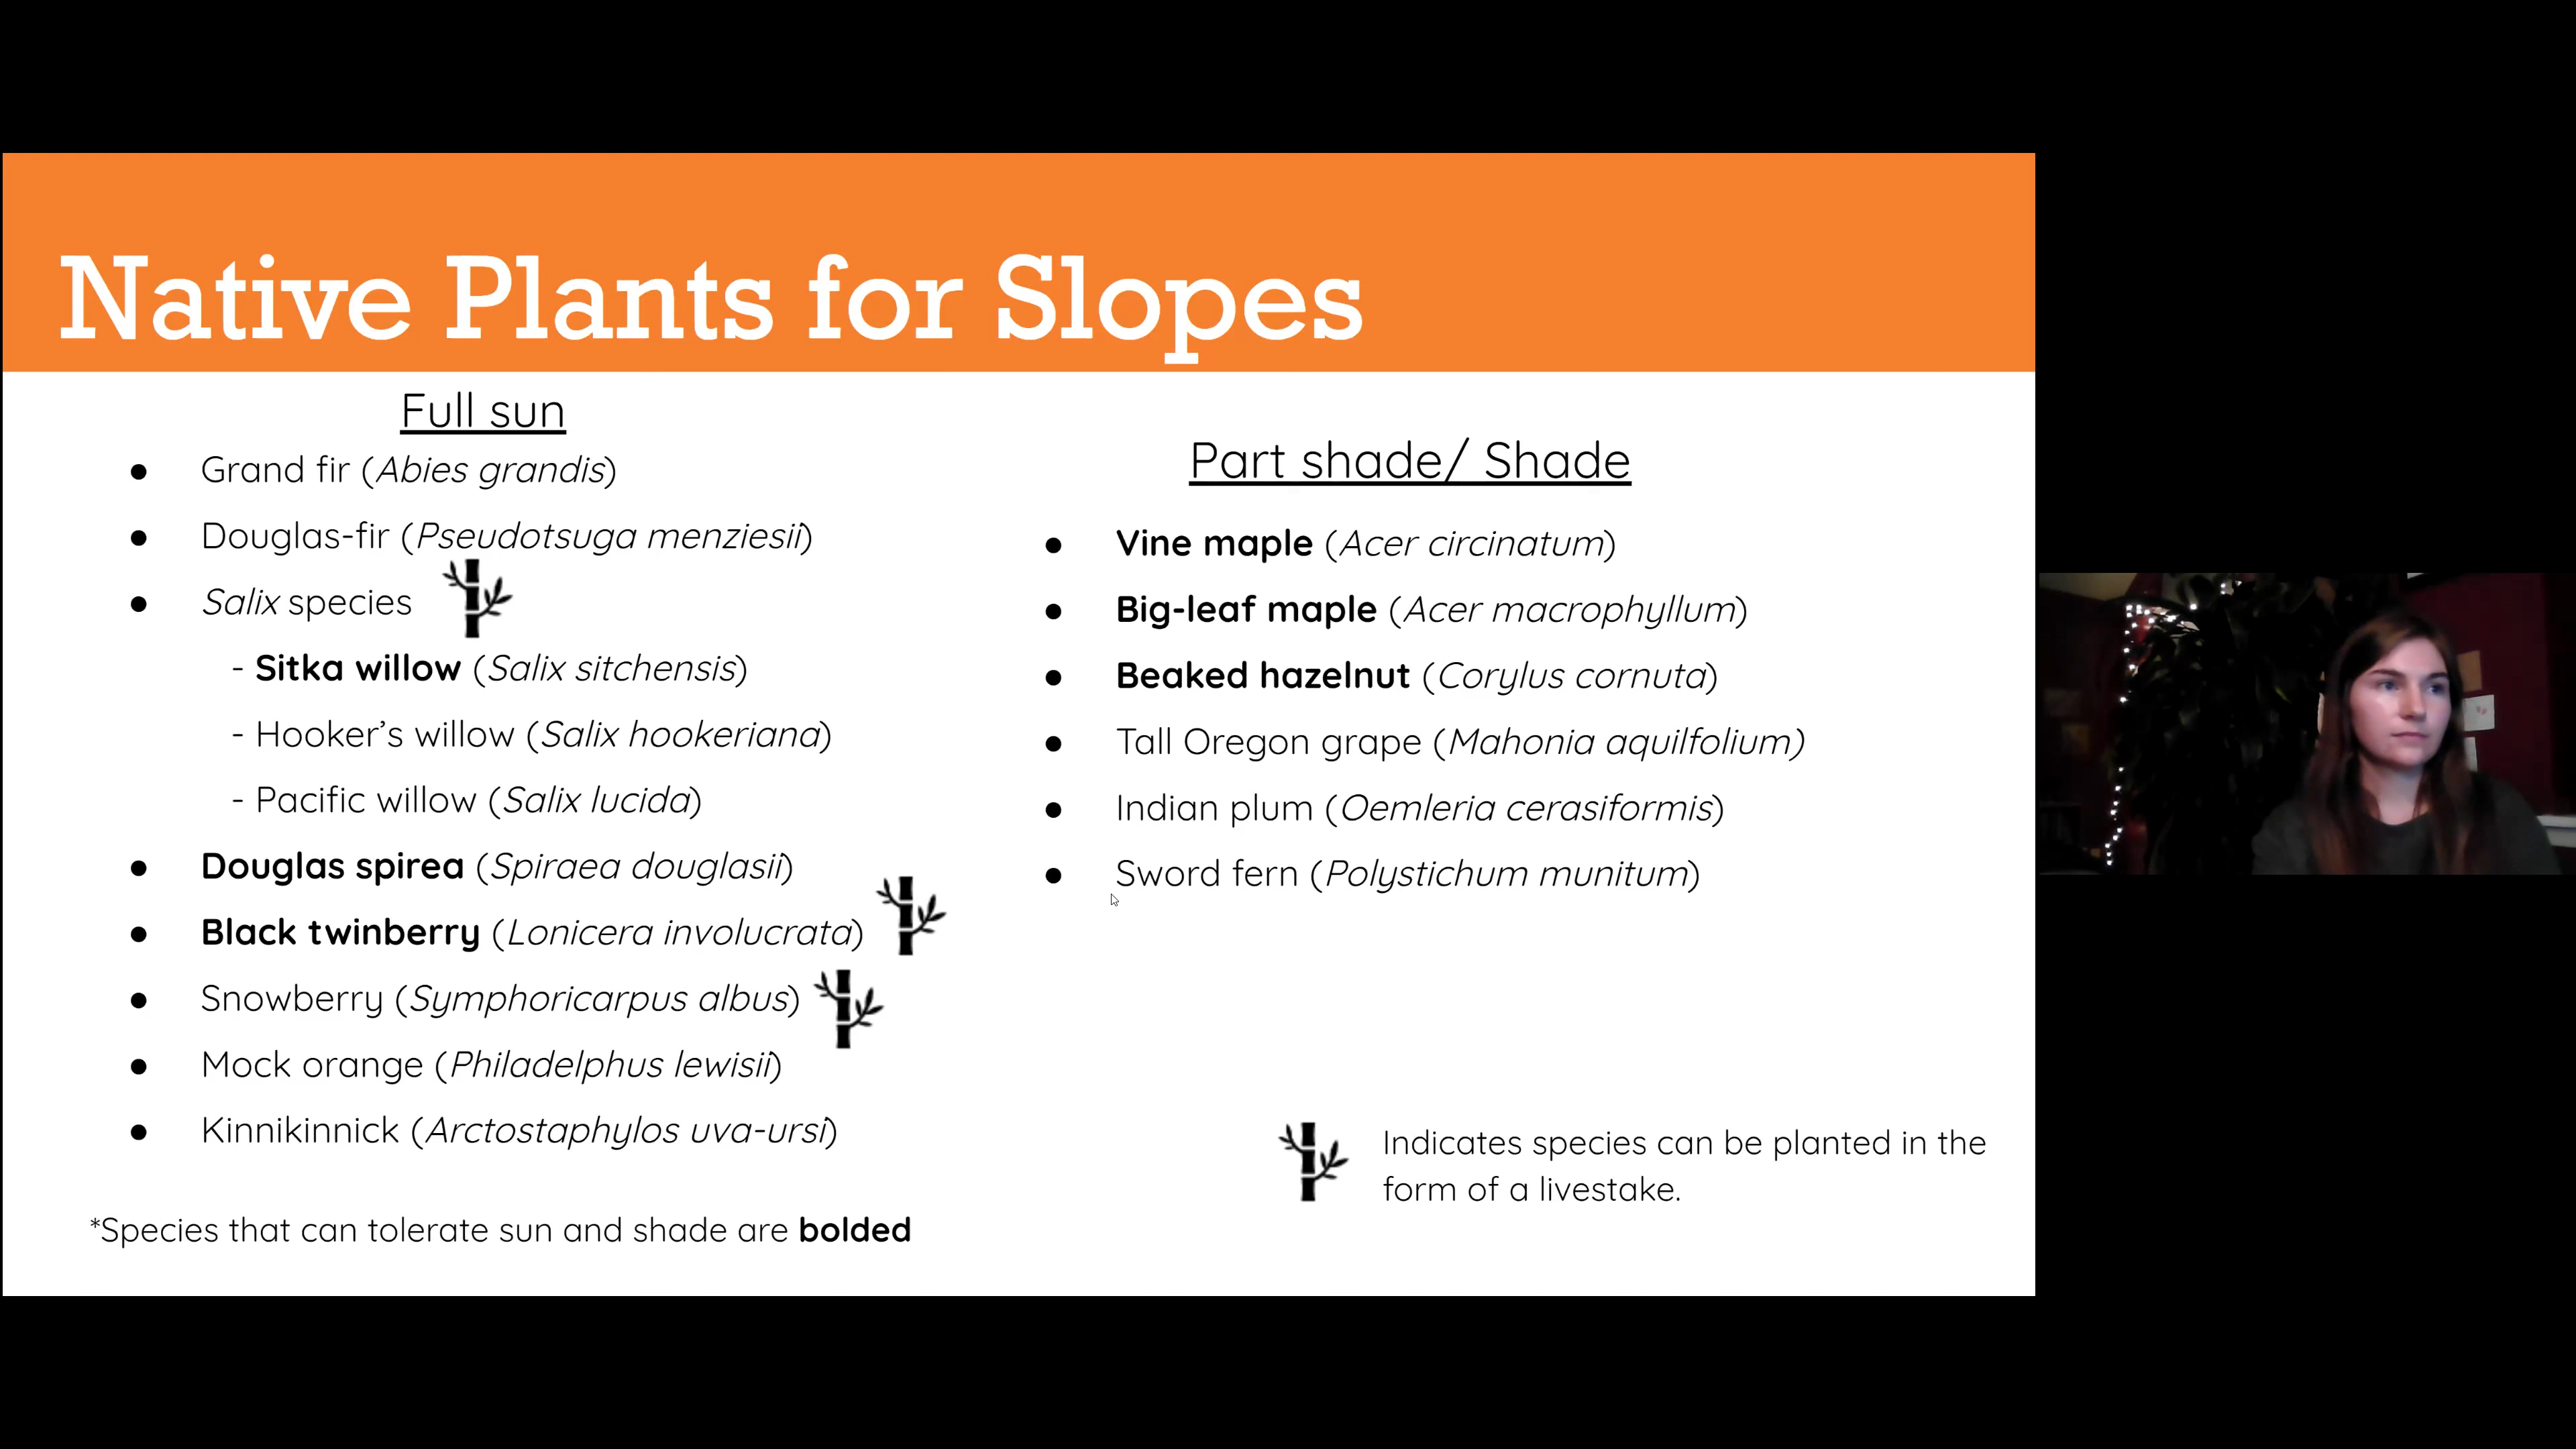 Native Plants for Slopes
Full sun
● Grand fir (Abies grandis)
● Douglas-fir (Pseudotsuga menziesii)
● Salix species
- Sitka willow (Salix sitchensis)
- Hooker’s willow (Salix hookeriana)
- Pacific willow (Salix lucida)
● Douglas spirea (Spiraea douglasii)
● Black twinberry (Lonicera involucrata)
● Snowberry (Symphoricarpus albus)
● Mock orange (Philadelphus lewisii)
● Kinnikinnick (Arctostaphylos uva-ursi)
*Species that can tolerate sun and shade are bolded
Part shade/ Shade
● Vine maple (Acer circinatum)
● Big-leaf maple (Acer macrophyllum)
● Beaked hazelnut (Corylus cornuta)
● Tall Oregon grape (Mahonia aquilfolium)
● Indian plum (Oemleria cerasiformis)
● Sword fern (Polystichum munitum)
Indicates species can be planted in the
form of a livestake.